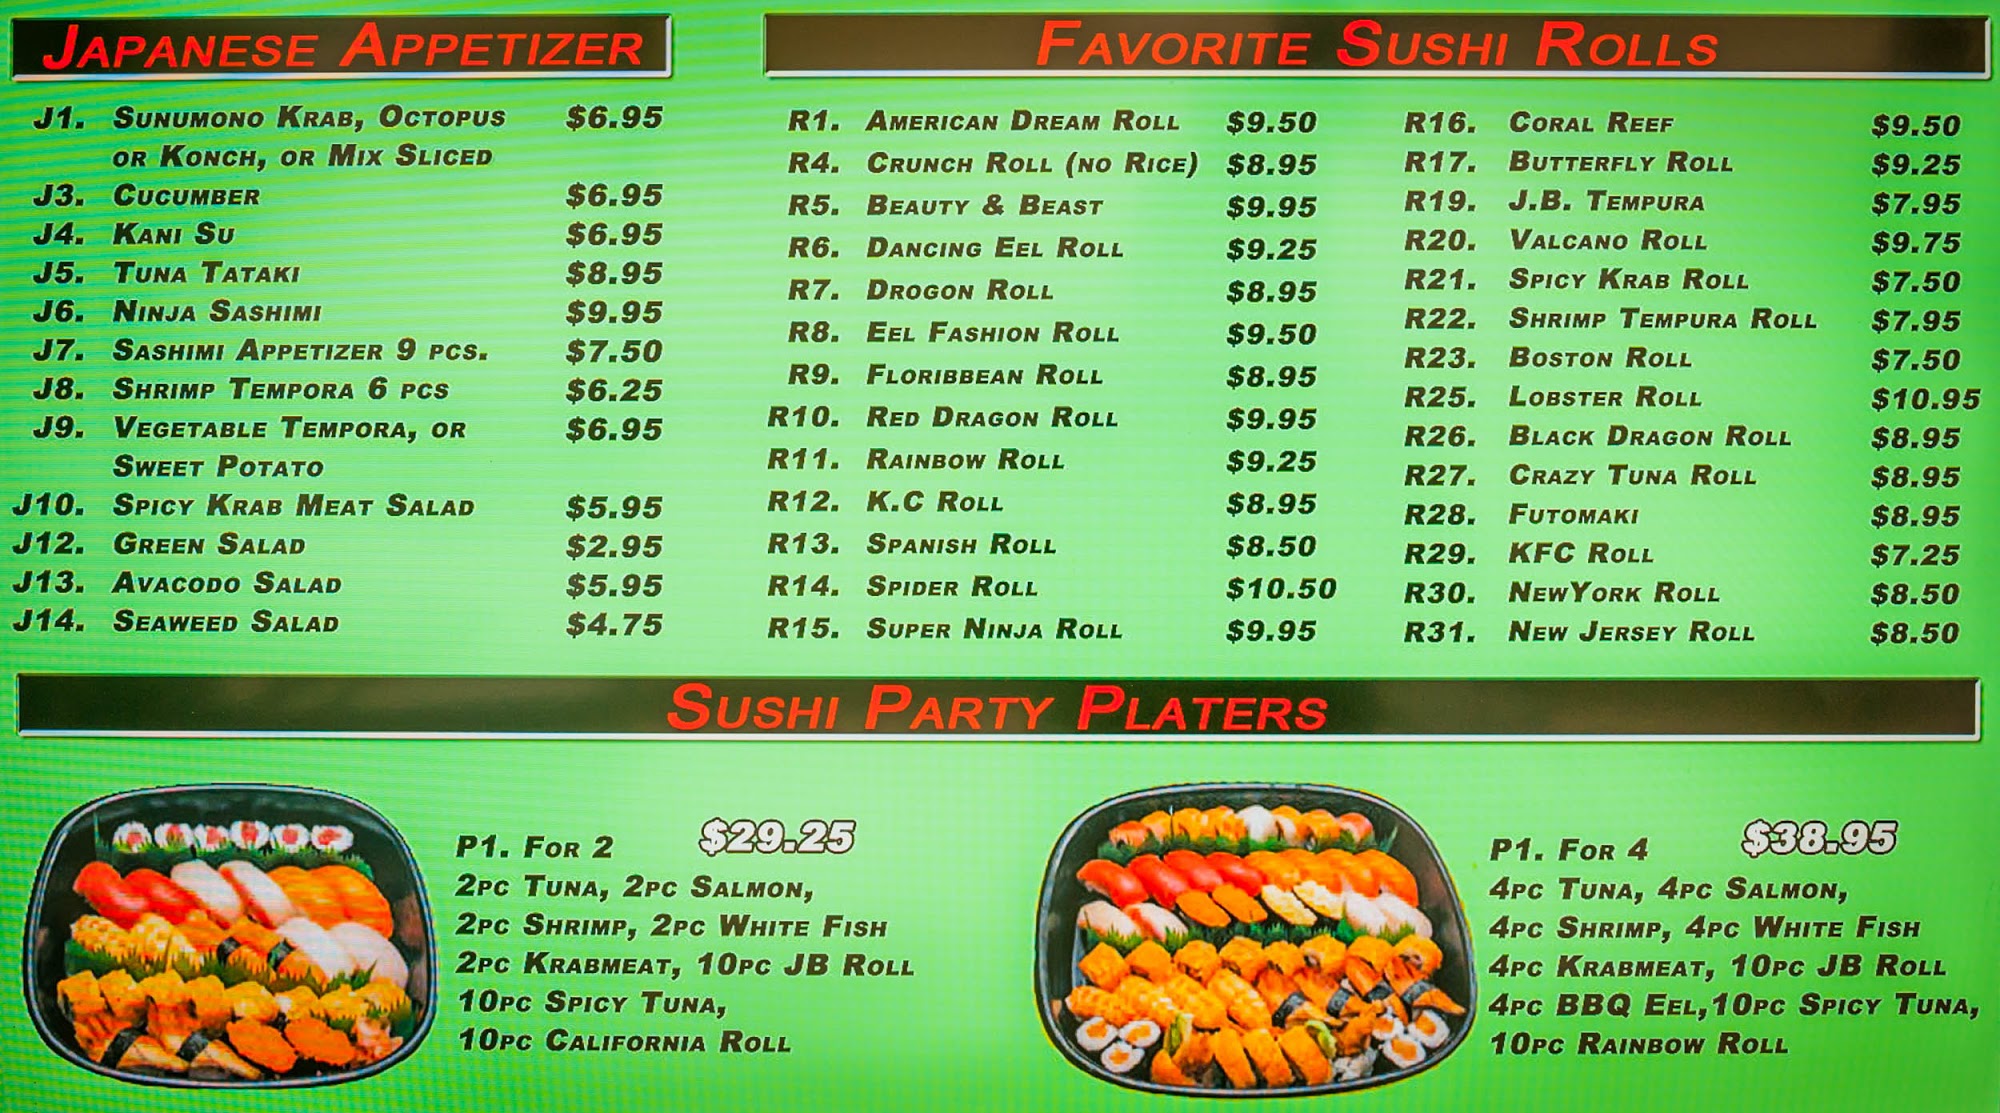 Japanese Appetizer
J1. Sunumono Krab, Octopus $6.95
or Konch, or Mix Sliced
J3. Cucumber $6.95
J4. Kani Su $6.95
J5. Tuna Tataki $8.95
J6. Ninja Sashimi $9.95
J7. Sashimi Appetizer 9 pcs. $7.50
J8. Shrimp Tempora 6 pcs $6.25
J9. Vegetable Tempora, or $6.95
Sweet Potato
J10. Spicy Krab Meat Salad $5.95
J12. Green Salad $2.95
J13. Avacodo Salad $5.95
J14. Seaweed Salad $4.75
Favorite Sushi Rolls
R1. American Dream Roll $9.50
R4. Crunch Roll (no Rice) $8.95
R5. Beauty & Beast $9.95
R6. Dancing Eel Roll $9.25
R7. Drogon Roll $8.95
R8. Eel Fashion Roll $9.50
R9. Floribbean Roll $8.95
R10. Red Dragon Roll $9.95
R11. Rainbow Roll $9.25
R12. K.C Roll $8.95
R13. Spanish Roll $8.50
R14. Spider Roll $10.50
R15. Super Ninja Roll $9.95
R16. Coral Reef $9.50
R17. Butterfly Roll $9.25
R19. J.B. Tempura $7.95
R20. Valcano Roll $9.75
R21. Spicy Krab Roll $7.50
R22. Shrimp Tempura Roll $7.95
R23. Boston Roll $7.50
R25. Lobster Roll $10.95
R26. Black Dragon Roll $8.95
R27. Crazy Tuna Roll $8.95
R28. Futomaki $8.95
R29. KFC Roll $7.25
R30. NewYork Roll $8.50
R31. New Jersey Roll $8.50
Sushi Party Platers
P1. For 2 $29.25
2pc Tuna, 2pc Salmon,
2pc Shrimp, 2pc White Fish
2pc Krabmeat, 10pc JB Roll
10pc Spicy Tuna,
10pc California Roll
P1. For 4 $38.95
4pc Tuna, 4pc Salmon,
4pc Shrimp, 4pc White Fish
4pc Krabmeat, 10pc JB Roll
4pc BBQ Eel,10pc Spicy Tuna,
10pc Rainbow Roll